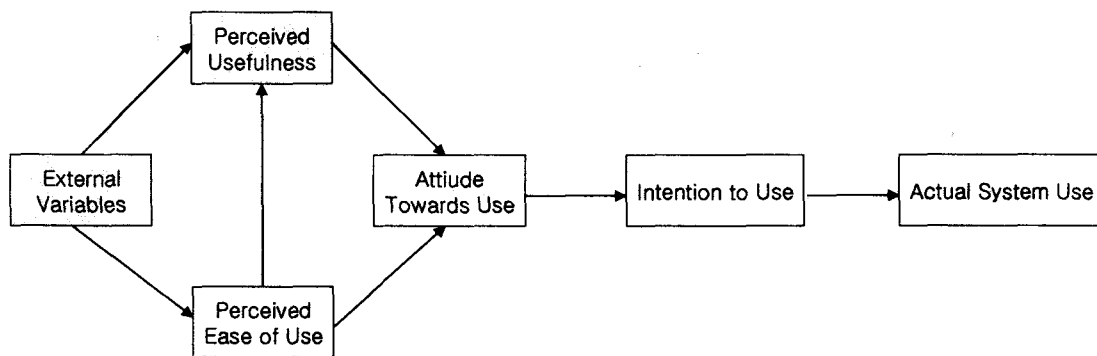 Perceived
Usefulness
External
Variables
Attiude
Towards Use
Intention to Use
Actual System Use
Perceived
Ease of Use